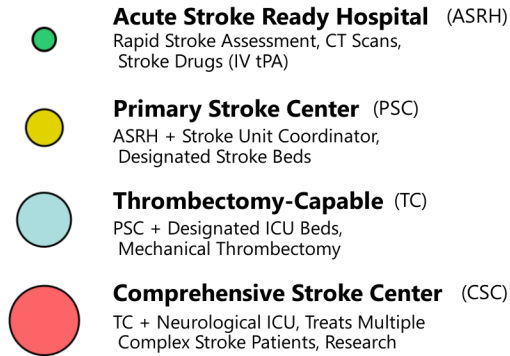 Acute Stroke Ready Hospital (ASRH)
Rapid Stroke Assessment, CT Scans,
Stroke Drugs (IV tPA)
Primary Stroke Center (PSC)
ASRH + Stroke Unit Coordinator,
Designated Stroke Beds
Thrombectomy-Capable (TC)
PSC + Designated ICU Beds,
Mechanical Thrombectomy
Comprehensive Stroke Center (CSC)
TC + Neurological ICU, Treats Multiple
Complex Stroke Patients, Research